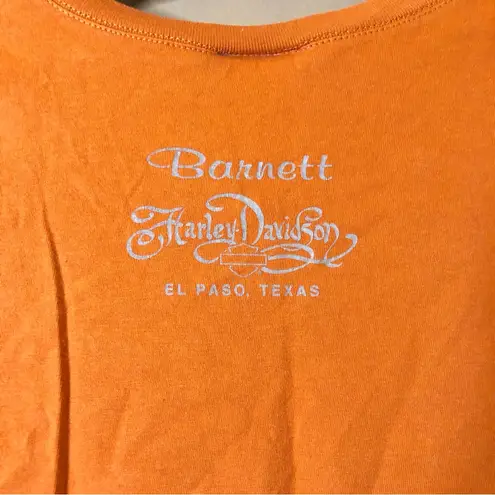 Barnett
Harley-Davidson
EL PASO, TEXAS